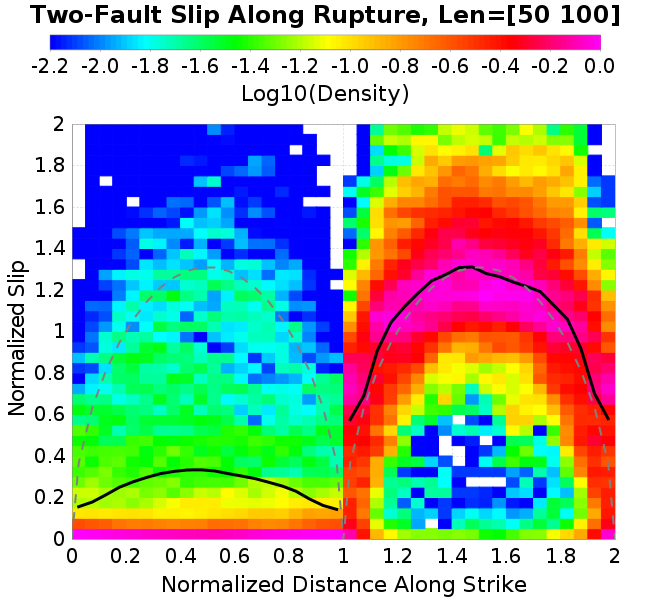 Two-Fault Slip Along Rupture, Len=[50 100]
-2.2 -2.0 -1.8 -1.6 -1.4 -1.2 -1.0 -0.8 -0.6 -0.4 -0.2 0.0
Log10(Density)
2
1.8
1.6
1.4
1.2
1
0.8
0.6
0.4
0.2
0
Normalized Slip
0 0.2 0.4 0.6 0.8 1 1.2 1.4 1.6 1.8 2
Normalized Distance Along Strike